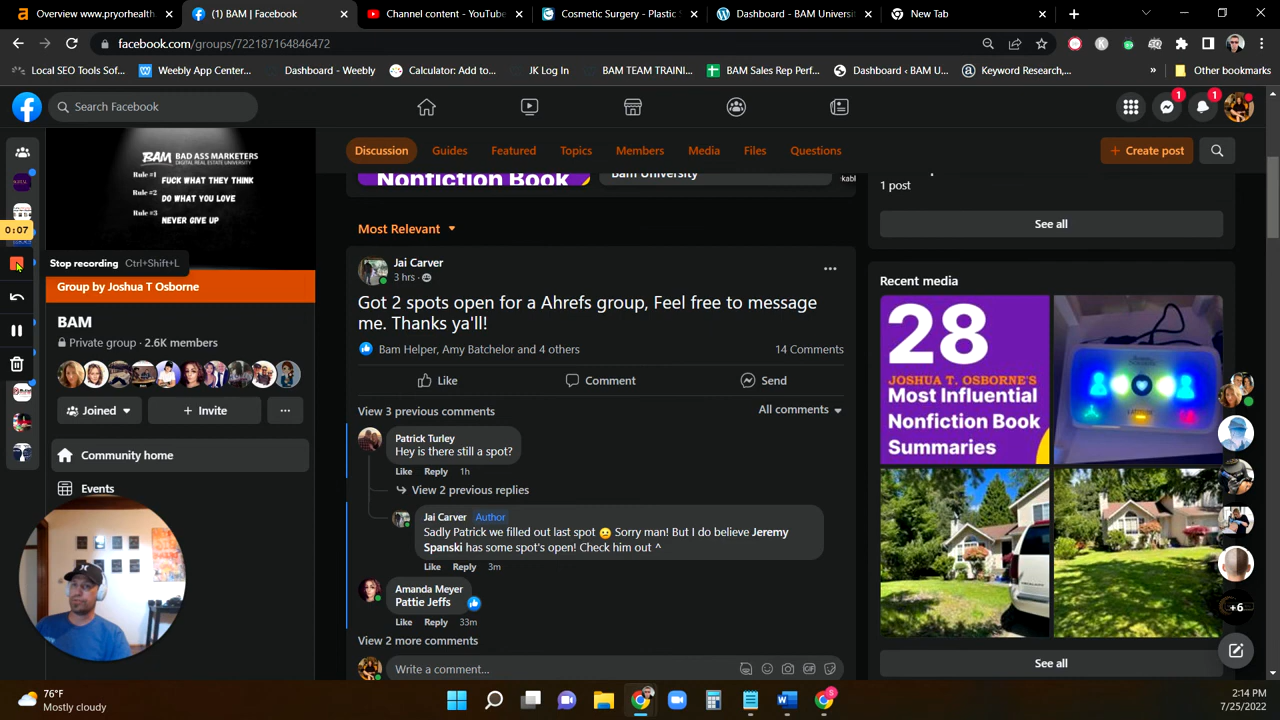 Overview www.pryorhealth.
(1) BAM | Facebook
Channel content - YouTube
Cosmetic Surgery - Plastic S
Dashboard - BAM Universi
New Tab
facebook.com/groups/722187164846472
Local SEO Tools Sof...
Weebly App Center...
Dashboard - Weebly
Calculator: Add to...
JK Log In
BAM TEAM TRAINI...
BAM Sales Rep Perf...
Dashboard ‹ BAM U...
Keyword Research,...
»
Other bookmarks
Search Facebook
1
1
BAM BAD ASS MARKETERS
DIGITAL REAL ESTATE UNIVERSITY
Rule #1
FUCK WHAT THEY THINK
Rule #2
DO WHAT YOU LOVE
Rule #3
NEVER GIVE UP
0:07
Stop recording Ctrl+Shift+L
Group by Joshua T Osborne
BAM
Private group · 2.6K members
Joined
+ Invite
Community home
Events
Discussion
Guides
Featured
Topics
Members
Media
Files
Questions
+ Create post
Nonfiction Book
Bam University
kabl
Most Relevant
Jai Carver
3 hrs ·
Got 2 spots open for a Ahrefs group, Feel free to message
me. Thanks ya'll!
Bam Helper, Amy Batchelor and 4 others
14 Comments
Like
Comment
Send
View 3 previous comments
All comments
Patrick Turley
Hey is there still a spot?
Like Reply 1h
View 2 previous replies
Jai Carver Author
Sadly Patrick we filled out last spot 🙁 Sorry man! But I do believe Jeremy
Spanski has some spot's open! Check him out ^
Like Reply 3m
Amanda Meyer
Pattie Jeffs
Like Reply 33m
View 2 more comments
Write a comment...
GIF
1 post
See all
Recent media
28
JOSHUA T. OSBORNE'S
Most Influential
Nonfiction Book
Summaries
See all
+6
76°F
Mostly cloudy
2:14 PM
7/25/2022